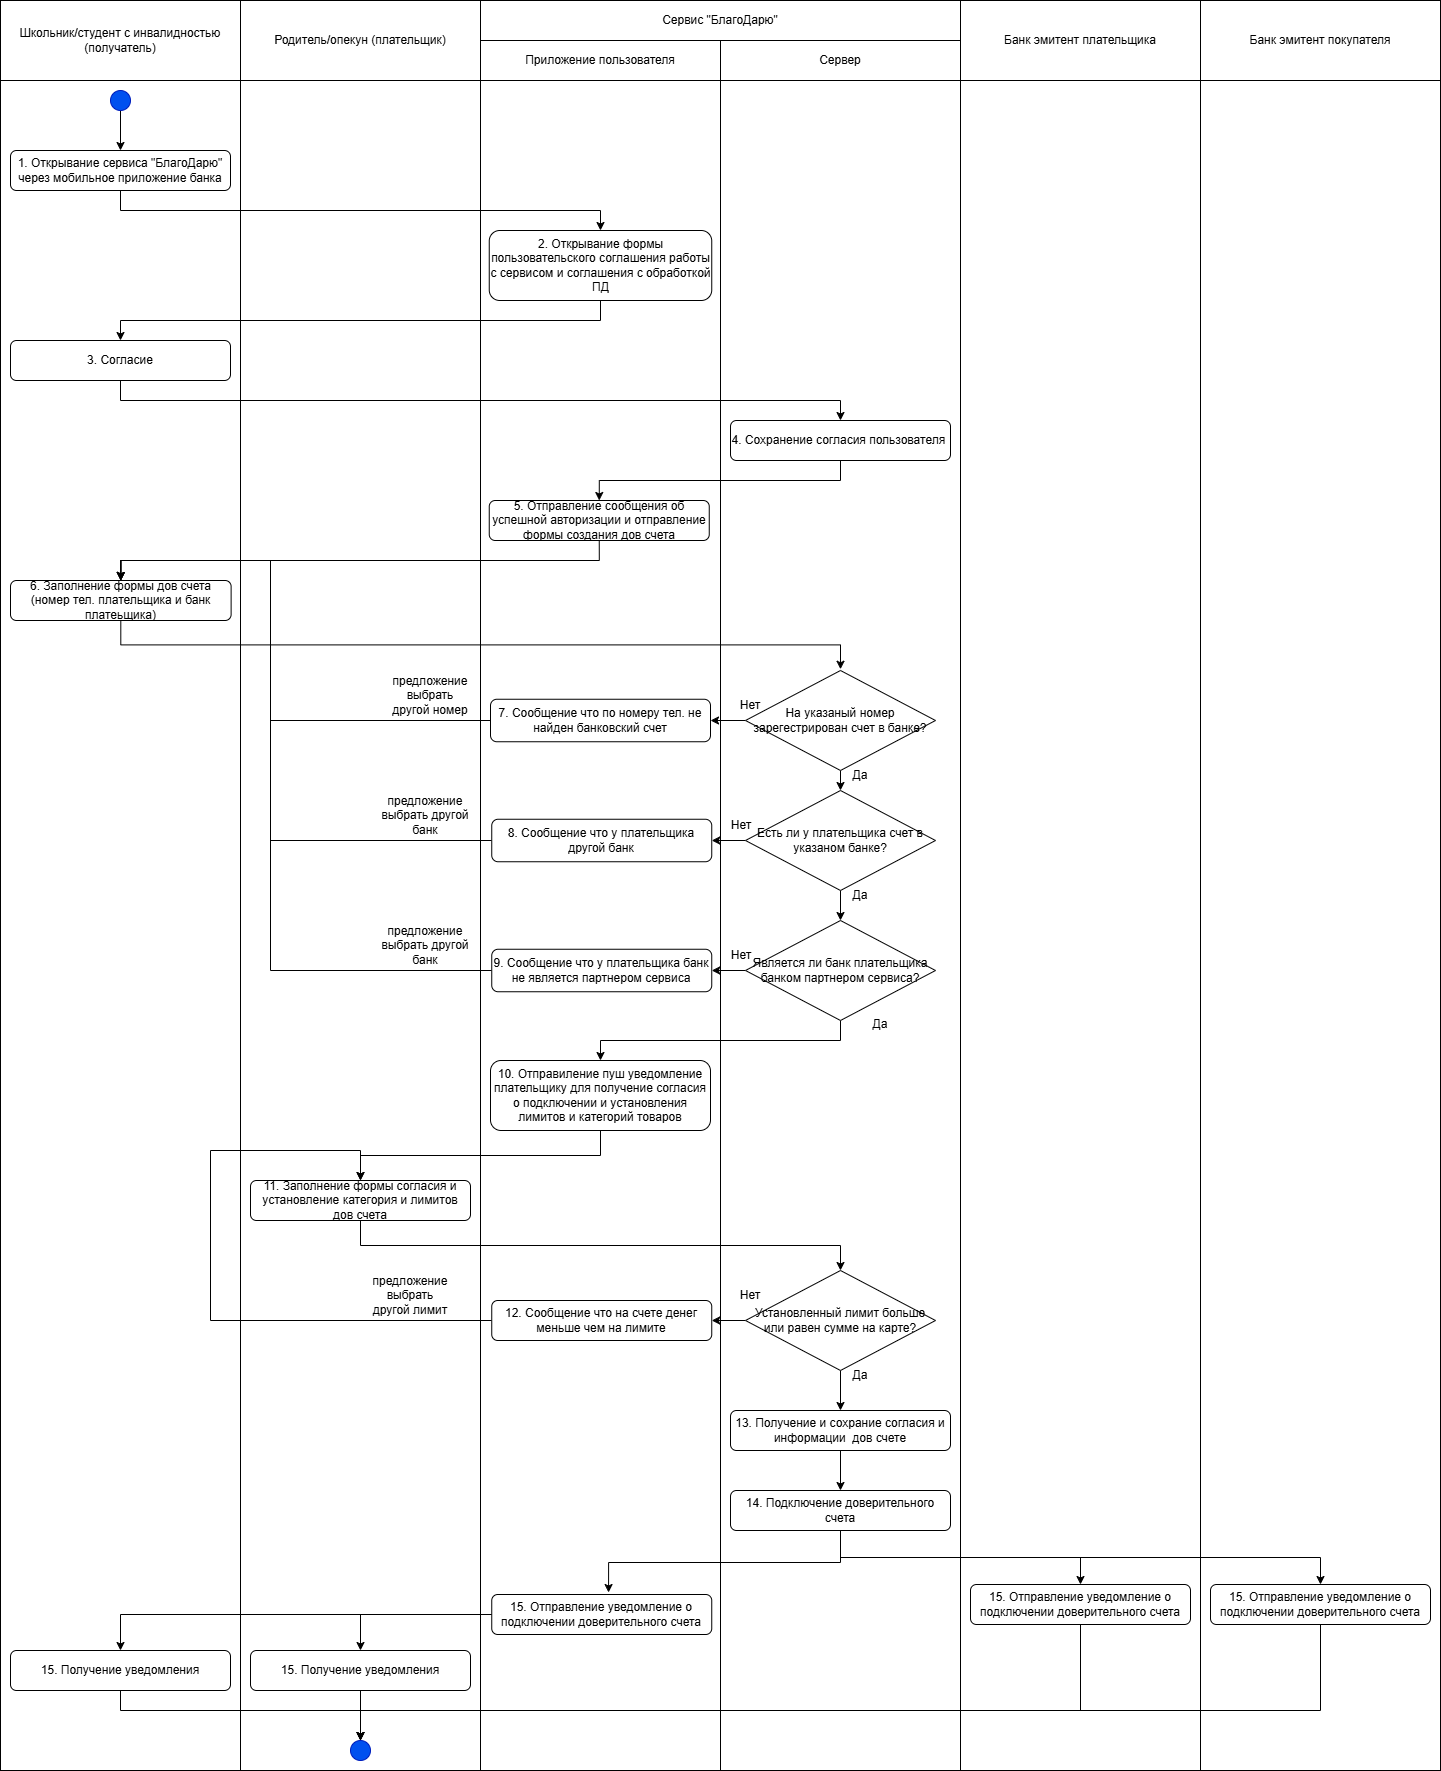 Школьник/студент с инвалидностью
(получатель)
Родитель/опекун (плательщик)
Сервис "БлагоДарю"
Приложение пользователя
Сервер
Банк эмитент плательщика
Банк эмитент покупателя
1. Открывание сервиса "БлагоДарю"
через мобильное приложение банка
2. Открывание формы
пользовательского соглашения работы
с сервисом и соглашения с обработкой
ПД
3. Согласие
4. Сохранение согласия пользователя
5. Отправление сообщения об
успешной авторизации и отправление
формы создания дов счета
6. Заполнение формы дов счета
(номер тел. плательщика и банк
платеьщика)
предложение
выбрать
другой номер
7. Сообщение что по номеру тел. не
найден банковский счет
Нет
На указаный номер
зарегестрирован счет в банке?
Да
предложение
выбрать другой
банк
8. Сообщение что у плательщика
другой банк
Нет
Есть ли у плательщика счет в
указаном банке?
Да
предложение
выбрать другой
банк
9. Сообщение что у плательщика банк
не является партнером сервиса
Нет
Является ли банк плательщика
банком партнером сервиса?
Да
10. Отправиление пуш уведомление
плательщику для получение согласия
о подключении и установления
лимитов и категорий товаров
11. Заполнение формы согласия и
установление категория и лимитов
дов счета
предложение
выбрать
другой лимит
12. Сообщение что на счете денег
меньше чем на лимите
Нет
Установленный лимит больше
или равен сумме на карте?
Да
13. Получение и сохрание согласия и
информации дов счете
14. Подключение доверительного
счета
15. Отправление уведомление о
подключении доверительного счета
15. Отправление уведомление о
подключении доверительного счета
15. Отправление уведомление о
подключении доверительного счета
15. Получение уведомления
15. Получение уведомления